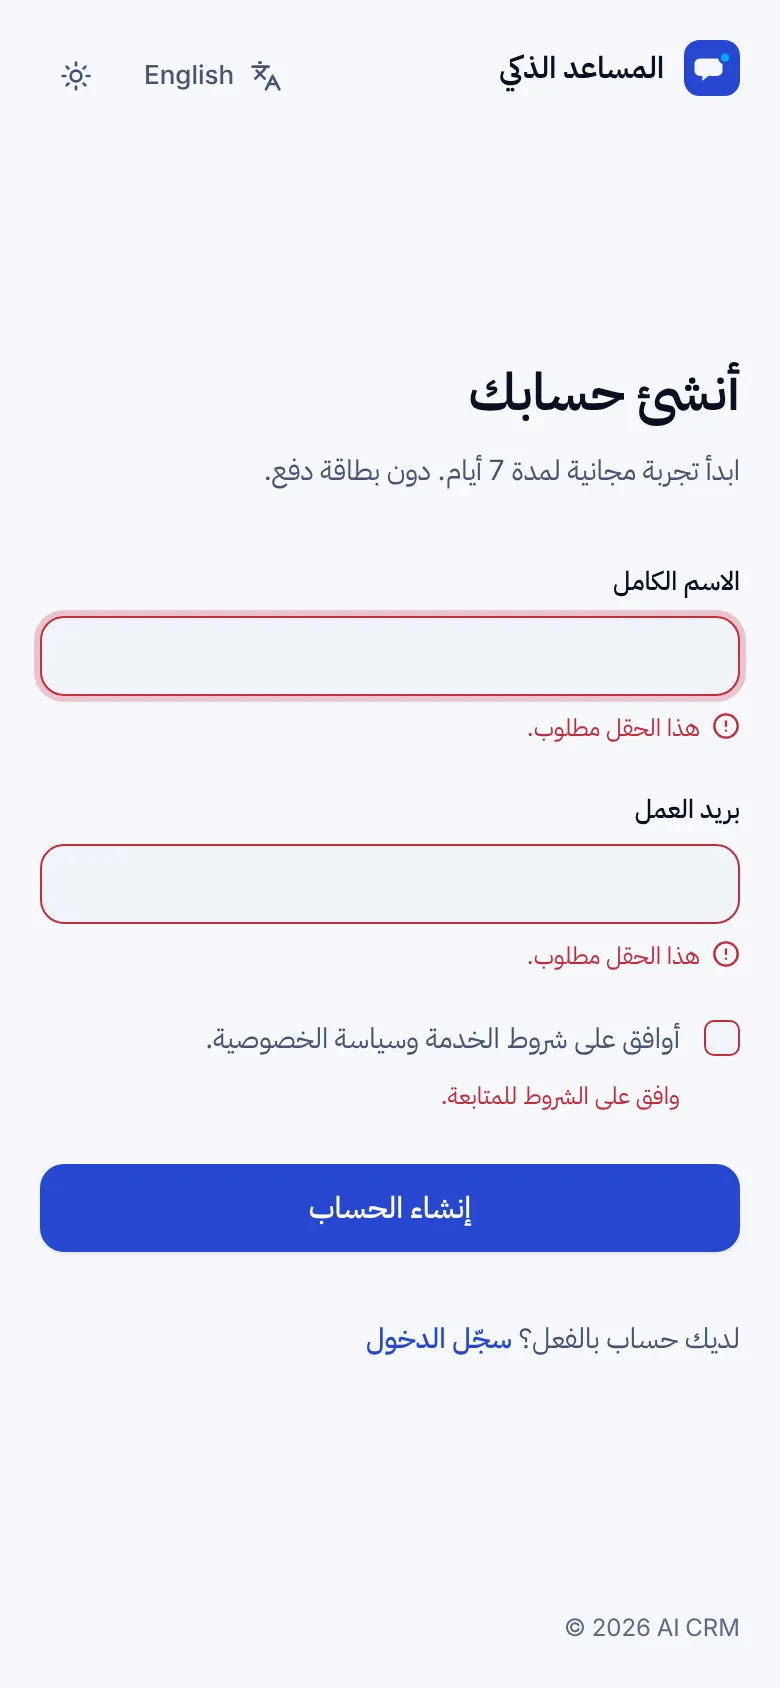 المساعد الذكي
English
أنشئ حسابك
ابدأ تجربة مجانية لمدة 7 أيام. دون بطاقة دفع.
الاسم الكامل
هذا الحقل مطلوب.
بريد العمل
هذا الحقل مطلوب.
أوافق على شروط الخدمة وسياسة الخصوصية.
وافق على الشروط للمتابعة.
إنشاء الحساب
لديك حساب بالفعل؟ سجّل الدخول
© 2026 AI CRM